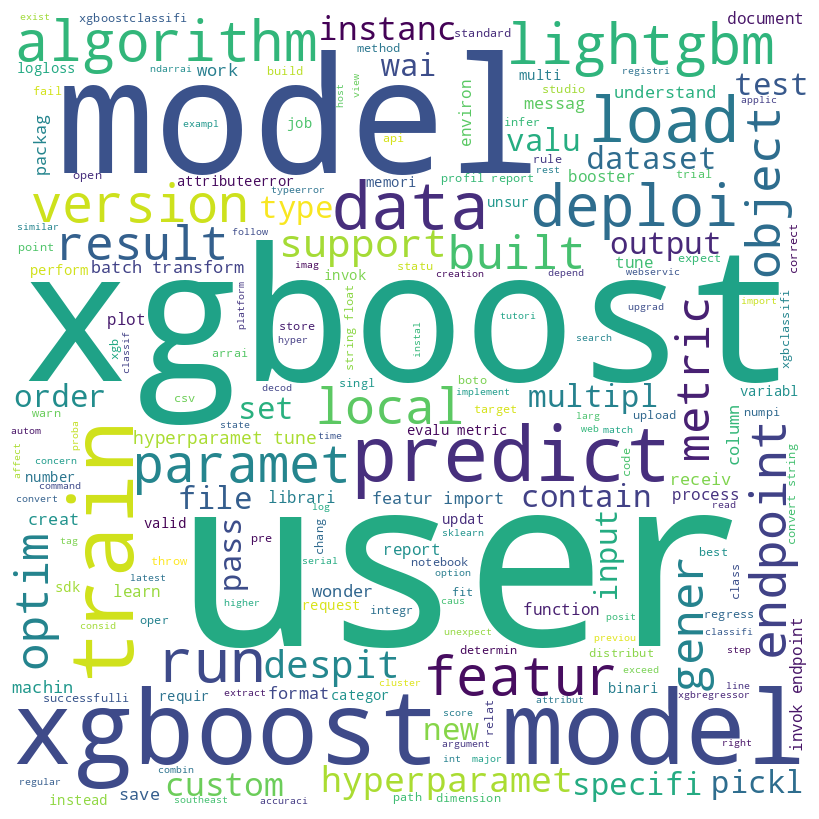 exist
xgboostclassifi
algorithm
instanc
standard
document
lightgbm
logloss
ndarrai
work
build
method
wai
multi
registri
studio
test
fail
model
host
view
messag
understand
load
applic
packag
exampl
job
api
environ
infer
valu
rule
dataset
object
open
attributeerror
typeerror
memori
profil report
rest
booster
trial
version
type
data
unsur
deploi
correct
similar
point
result
follow
support
built
output
perform
batch transform
imag
invok
statu
creation
depend
webservic
tune
expect
platform
hyper
upgrad
import
xgboost
plot
store
string float
instal
tutori
search
xgbclassifi
xgb
classif
arrai
metric
order
csv
decod
singl
boto
implement
multipl
variabl
warn
set
local
target
larg
upload
numpi
autom
proba
state
time
evalu metric
web
match
column
train
hyperparamet tune
predict
code
convert string
affect
concern
paramet
number
command
convert
file
librari
featur import
contain
receiv
process
endpoint
read
optim
creat
valid
pass
pre
log
chang
updat
sklearn
input
tag
report
user
best
latest
throw
serial
wonder
notebook
option
fit
gener
class
sdk
learn
consid
higher
request
integr
caus
function
posit
distribut
regress
classifi
oper
run
despit
unexpect
determin
previou
exceed
step
machin
successfulli
requir
extract
format
cluster
categor
featur
attribut
binari
xgbregressor
line
invok endpoint
xgboost model
new
score
argument
relat
right
regular
combin
custom
int
major
hyperparamet
specifi
pickl
instead
save
southeast
accuraci
path
dimension